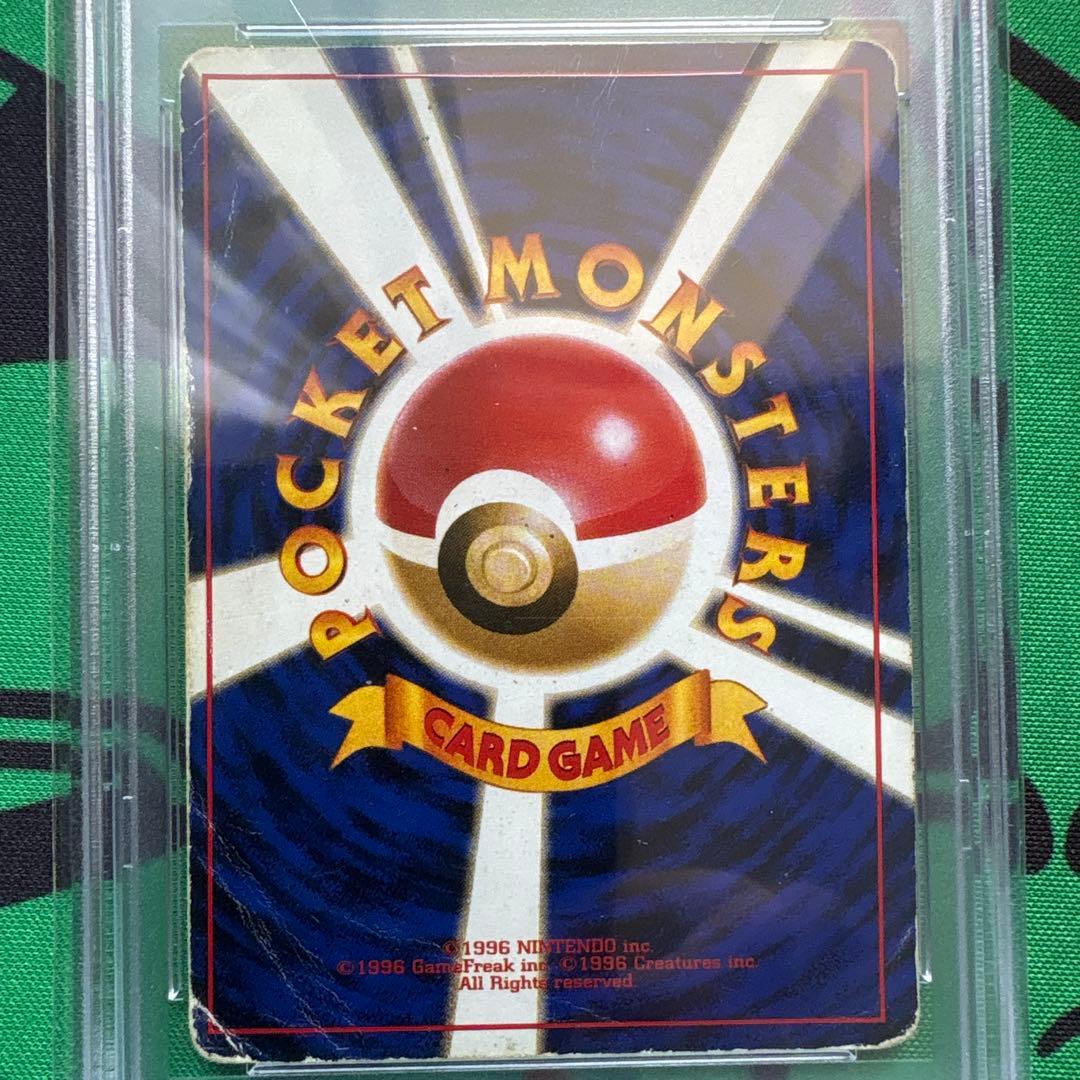 POCKET MONSTERS
CARD GAME
©1996 NINTENDO inc.
©1996 GameFreak inc. ©1996 Creatures inc.
All Rights reserved.